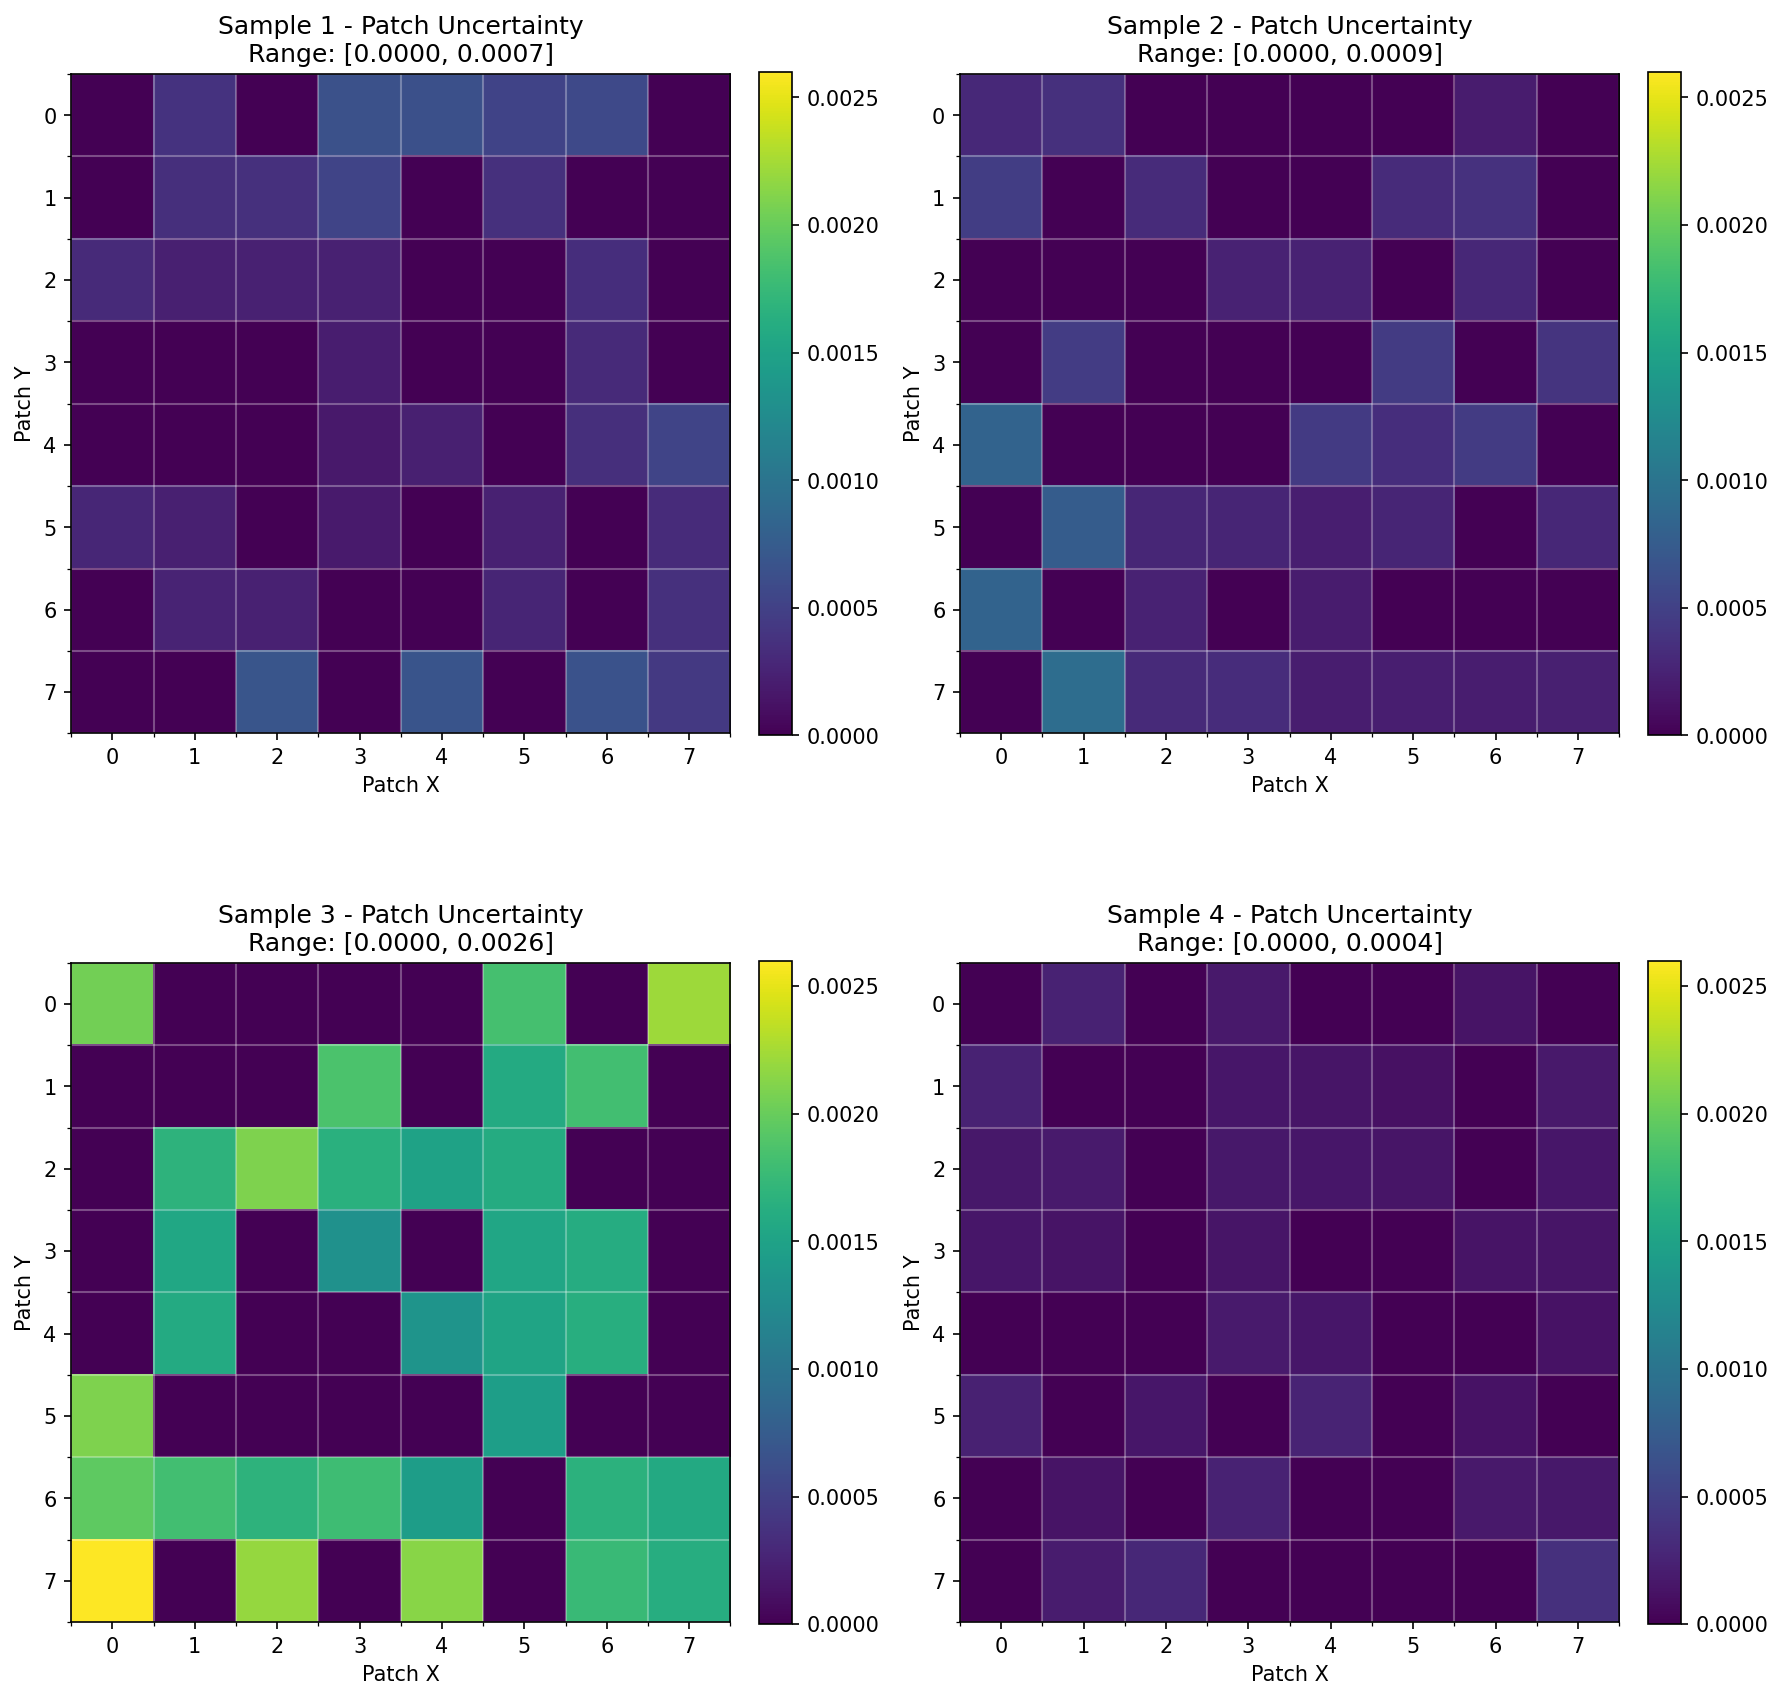 Sample 1 - Patch Uncertainty
Range: [0.0000, 0.0007]
0
1
2
3
4
5
6
7
Patch Y
0 1 2 3 4 5 6 7
Patch X
0.0025
0.0020
0.0015
0.0010
0.0005
0.0000
Sample 2 - Patch Uncertainty
Range: [0.0000, 0.0009]
0
1
2
3
4
5
6
7
Patch Y
0 1 2 3 4 5 6 7
Patch X
0.0025
0.0020
0.0015
0.0010
0.0005
0.0000
Sample 3 - Patch Uncertainty
Range: [0.0000, 0.0026]
0
1
2
3
4
5
6
7
Patch Y
0 1 2 3 4 5 6 7
Patch X
0.0025
0.0020
0.0015
0.0010
0.0005
0.0000
Sample 4 - Patch Uncertainty
Range: [0.0000, 0.0004]
0
1
2
3
4
5
6
7
Patch Y
0 1 2 3 4 5 6 7
Patch X
0.0025
0.0020
0.0015
0.0010
0.0005
0.0000